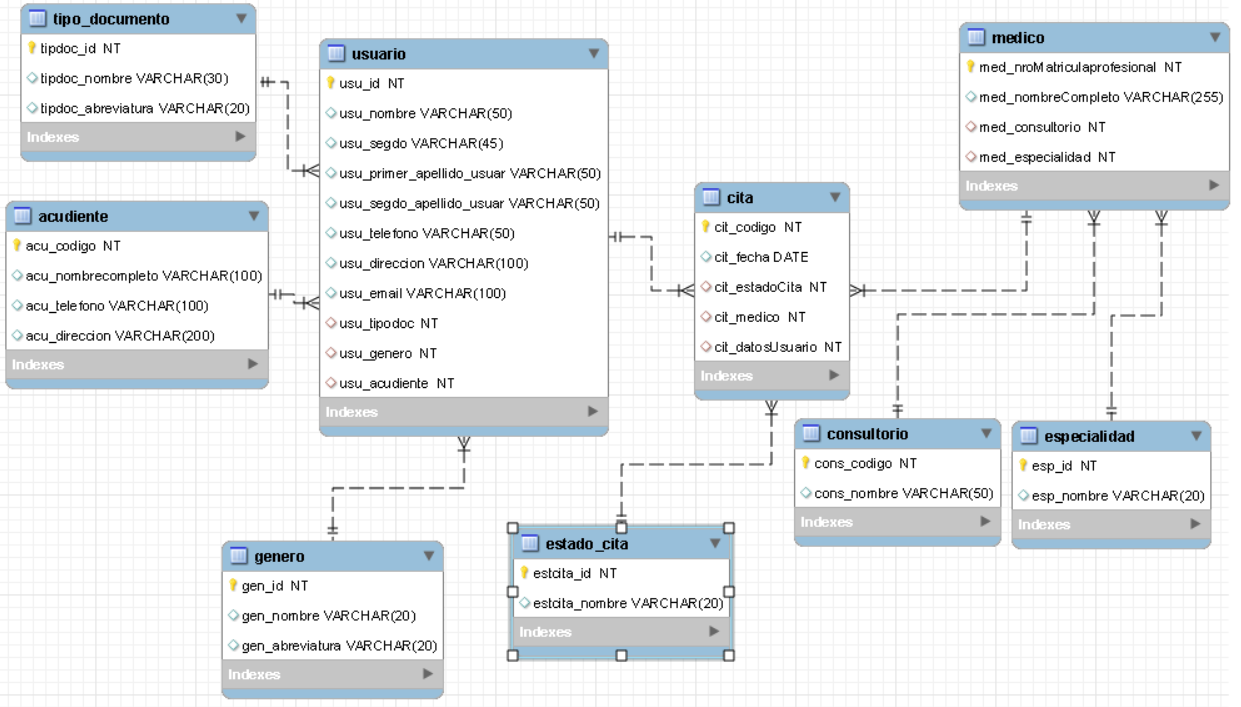 tipo_documento
tipdoc_id NT
tipdoc_nombre VARCHAR(30)
tipdoc_abreviatura VARCHAR(20)
Indexes
acudiente
acu_codigo NT
acu_nombrecompleto VARCHAR(100)
acu_telefono VARCHAR(100)
acu_direccion VARCHAR(200)
Indexes
usuario
usu_id NT
usu_nombre VARCHAR(50)
usu_segdo VARCHAR(45)
usu_primer_apellido_usuar VARCHAR(50)
usu_segdo_apellido_usuar VARCHAR(50)
usu_telefono VARCHAR(50)
usu_direccion VARCHAR(100)
usu_email VARCHAR(100)
usu_tipodoc NT
usu_genero NT
usu_acudiente NT
Indexes
cita
cit_codigo NT
cit_fecha DATE
cit_estadoCita NT
cit_medico NT
cit_datosUsuario NT
Indexes
medico
med_nroMatriculaprofesional NT
med_nombreCompleto VARCHAR(255)
med_consultorio NT
med_especialidad NT
Indexes
consultorio
cons_codigo NT
cons_nombre VARCHAR(50)
Indexes
especialidad
esp_id NT
esp_nombre VARCHAR(20)
Indexes
genero
gen_id NT
gen_nombre VARCHAR(20)
gen_abreviatura VARCHAR(20)
Indexes
estado_cita
estcita_id NT
estcita_nombre VARCHAR(20)
Indexes